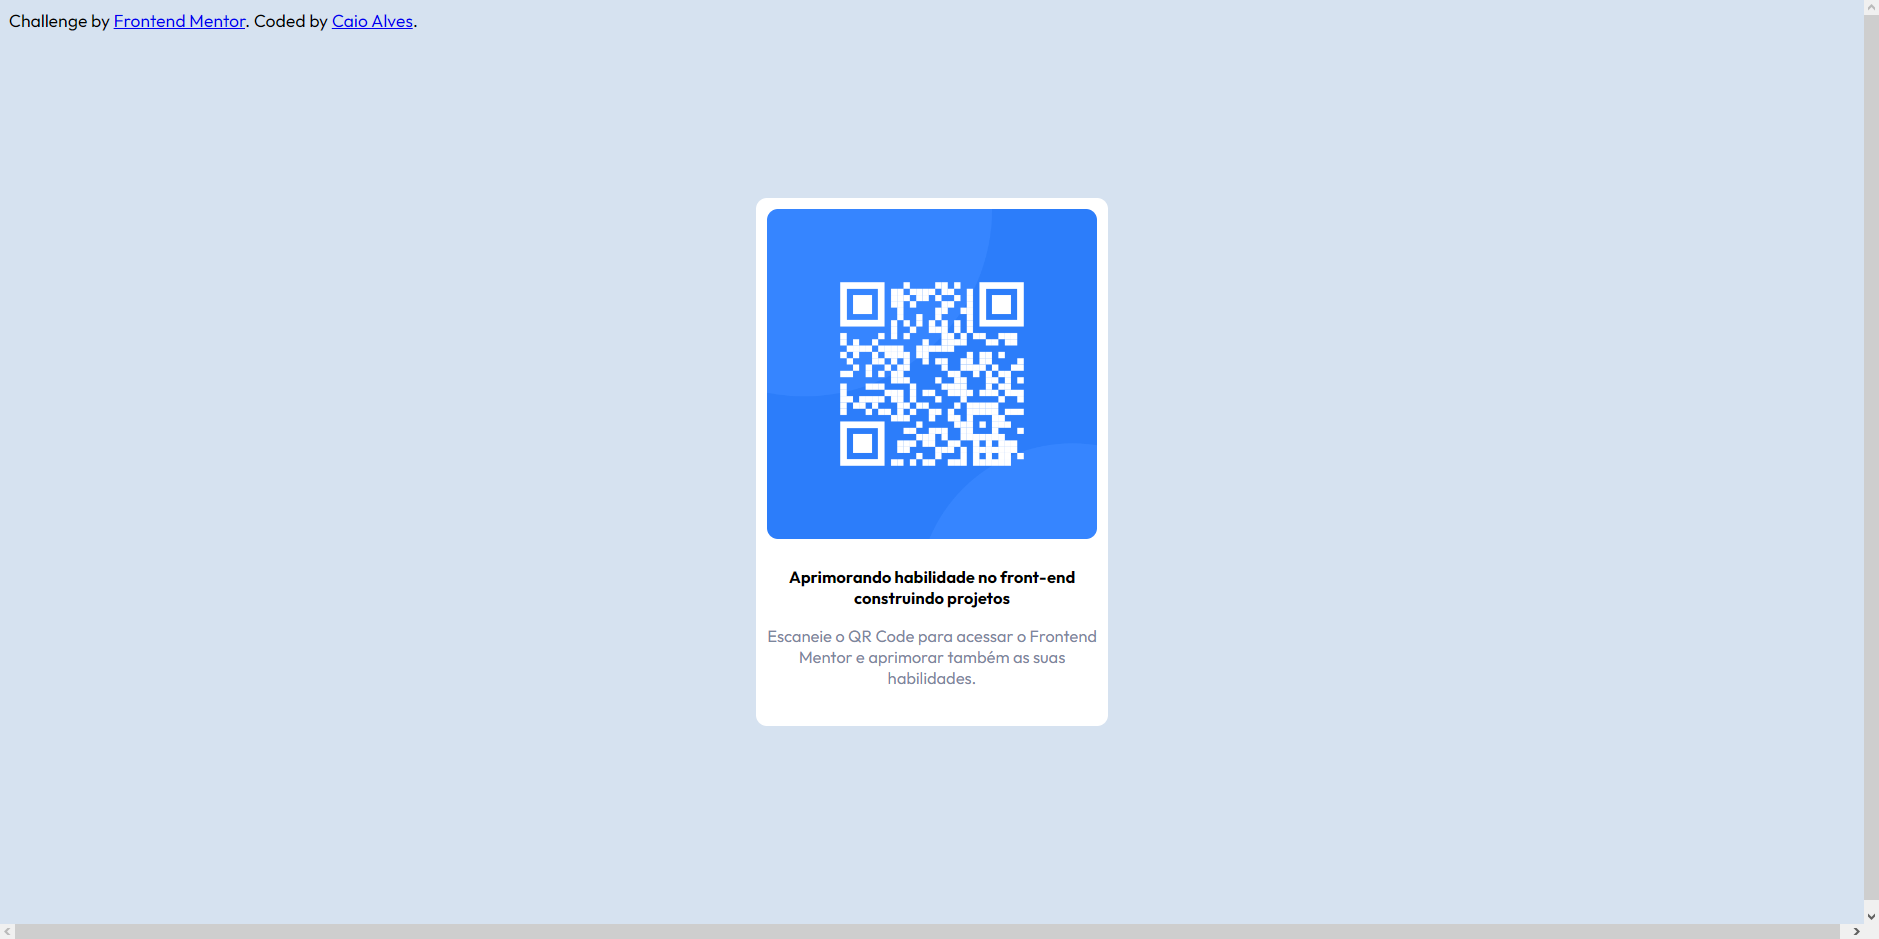 Challenge by Frontend Mentor. Coded by Caio Alves.
Aprimorando habilidade no front-end
construindo projetos
Escaneie o QR Code para acessar o Frontend
Mentor e aprimorar também as suas
habilidades.